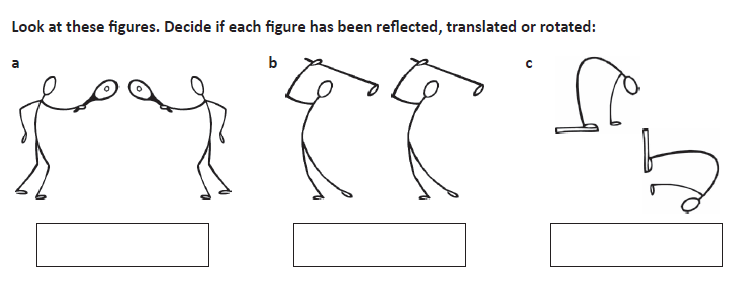 Look at these figures. Decide if each figure has been reflected, translated or rotated:
a b c